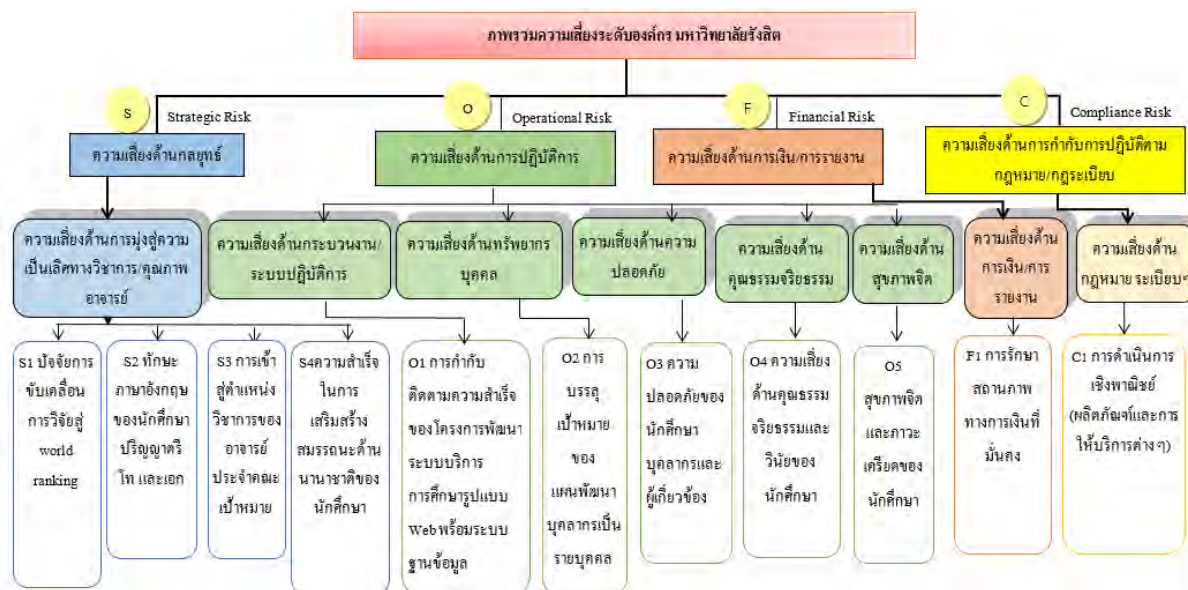 ภาพรวมความเสี่ยงระดับองค์กร มหาวิทยาลัยรังสิต
S
Strategic Risk
O
Operational Risk
F
Financial Risk
C
Compliance Risk
ความเสี่ยงด้านกลยุทธ์
ความเสี่ยงด้านการปฏิบัติการ
ความเสี่ยงด้านการเงิน/การรายงาน
ความเสี่ยงด้านการกำกับการปฏิบัติตาม
กฎหมาย/กฎระเบียบ
ความเสี่ยงด้านการมุ่งสู่ความ
เป็นเลิศทางวิชาการ/คุณภาพ
อาจารย์
ความเสี่ยงด้านกระบวนงาน/
ระบบปฏิบัติการ
ความเสี่ยงด้านทรัพยากร
บุคคล
ความเสี่ยงด้านความ
ปลอดภัย
ความเสี่ยงด้าน
คุณธรรมจริยธรรม
ความเสี่ยงด้าน
สุขภาพจิต
ความเสี่ยงด้าน
การเงิน/การ
รายงาน
ความเสี่ยงด้าน
กฎหมาย ระเบียบฯ
S1 ปัจจัยการ
ขับเคลื่อน
การวิจัยสู่
world
ranking
S2 ทักษะ
ภาษาอังกฤษ
ของนักศึกษา
ปริญญาตรี
โท และเอก
S3 การเข้า
สู่ตำแหน่ง
วิชาการของ
อาจารย์
ประจำคณะ
เป้าหมาย
S4ความสำเร็จ
ในการ
เสริมสร้าง
สมรรถนะด้าน
นานาชาติของ
นักศึกษา
O1 การกำกับ
ติดตามความสำเร็จ
ของโครงการพัฒนา
ระบบบริการ
การศึกษารูปแบบ
Web พร้อมระบบ
ฐานข้อมูล
O2 การ
บรรลุ
เป้าหมาย
ของ
แผนพัฒนา
บุคลากรเป็น
รายบุคคล
O3 ความ
ปลอดภัยของ
นักศึกษา
บุคลากรและ
ผู้เกี่ยวข้อง
O4 ความเสี่ยง
ด้านคุณธรรม
จริยธรรมและ
วินัยของ
นักศึกษา
O5
สุขภาพจิต
และภาวะ
เครียดของ
นักศึกษา
F1 การรักษา
สถานภาพ
ทางการเงินที่
มั่นคง
C1 การดำเนินการ
เชิงพาณิชย์
(ผลิตภัณฑ์และการ
ให้บริการต่าง ๆ)